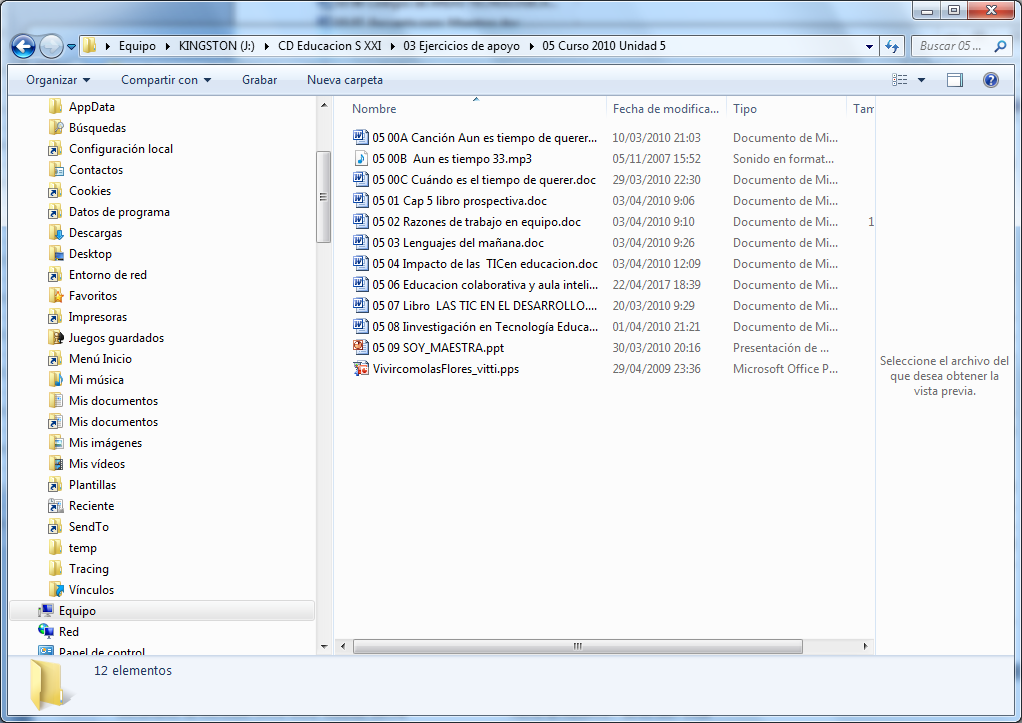 Equipo KINGSTON (J:) CD Educacion S XXI 03 Ejercicios de apoyo 05 Curso 2010 Unidad 5 Buscar 05 ...
Organizar Compartir con Grabar Nueva carpeta
AppData
Búsquedas
Configuración local
Contactos
Cookies
Datos de programa
Descargas
Desktop
Entorno de red
Favoritos
Impresoras
Juegos guardados
Menú Inicio
Mi música
Mis documentos
Mis documentos
Mis imágenes
Mis vídeos
Plantillas
Reciente
SendTo
temp
Tracing
Vínculos
Equipo
Red
Panel de control
Nombre Fecha de modifica... Tipo Tam
05 00A Canción Aun es tiempo de querer... 10/03/2010 21:03 Documento de Mi...
05 00B  Aun es tiempo 33.mp3 05/11/2007 15:52 Sonido en format...
05 00C Cuándo es el tiempo de querer.doc 29/03/2010 22:30 Documento de Mi...
05 01 Cap 5 libro prospectiva.doc 03/04/2010 9:06 Documento de Mi...
05 02 Razones de trabajo en equipo.doc 03/04/2010 9:10 Documento de Mi... 1
05 03 Lenguajes del mañana.doc 03/04/2010 9:26 Documento de Mi...
05 04 Impacto de las  TICen educacion.doc 03/04/2010 12:09 Documento de Mi...
05 06 Educacion colaborativa y aula inteli... 22/04/2017 18:39 Documento de Mi...
05 07 Libro  LAS TIC EN EL DESARROLLO.... 20/03/2010 9:29 Documento de Mi...
05 08 Iinvestigación en Tecnología Educa... 01/04/2010 21:21 Documento de Mi...
05 09 SOY_MAESTRA.ppt 30/03/2010 20:16 Presentación de ...
VivircomolasFlores_vitti.pps 29/04/2009 23:36 Microsoft Office P...
Seleccione el archivo del
que desea obtener la
vista previa.
12 elementos